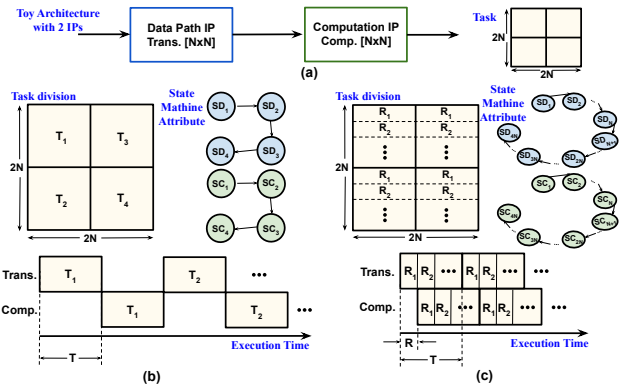 Toy Architecture
with 2 IPs
Data Path IP
Trans. [NxN]
Computation IP
Comp. [NxN]
Task
2N
2N
(a)
(b)
Task division
State
Mathine
Attribute
2N
T1
T3
T2
T4
2N
SD1
SD2
SD4
SD3
SC1
SC2
SC4
SC3
Trans.
T1
T2
•••
Comp.
T1
T2
•••
T
Execution Time
(b)
(c)
Task division
State
Mathine
Attribute
2N
R1
R1
R2
R2
R1
R1
R2
R2
2N
SD1
SD2
SDN
SDN+1
SD2N
SD3N
SD4N
SC1
SC2
SCN
SCN+1
SC2N
SC3N
SC4N
Trans.
R1 R2 ••• R1 R2 ••• •••
Comp.
R1 R2 ••• R1 R2 ••• •••
R
T
Execution Time
(c)